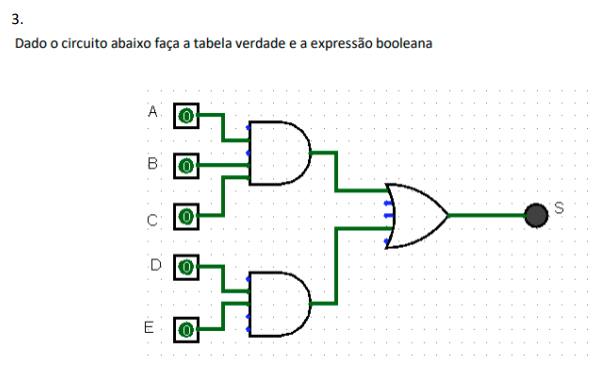 3.
Dado o circuito abaixo faça a tabela verdade e a expressão booleana
A 0
B 0
C 0
S
D 0
E 0